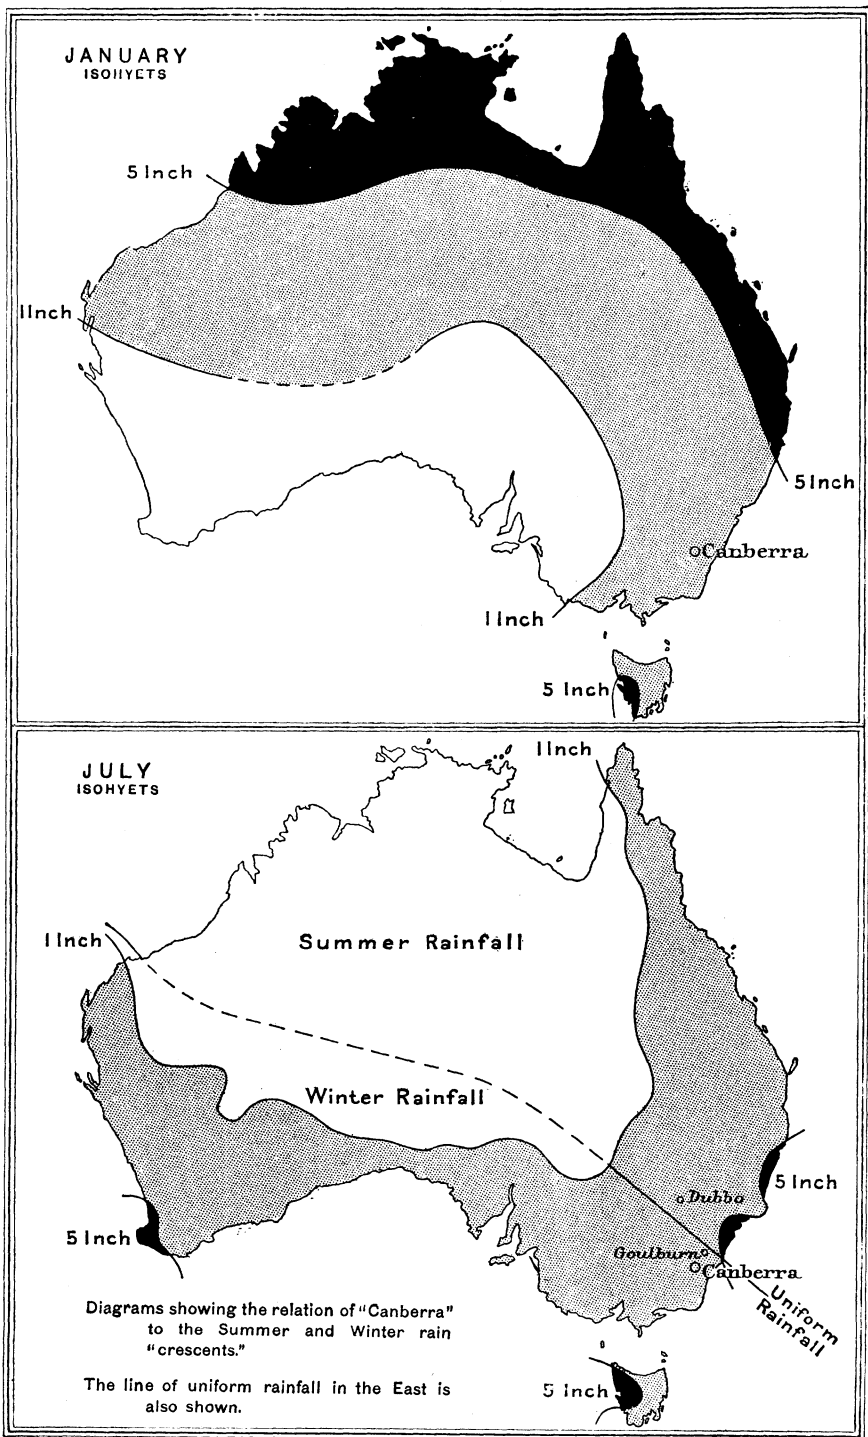 JANUARY
ISOHYETS
5 Inch
1 Inch
5 Inch
Canberra
1 Inch
5 Inch
JULY
ISOHYETS
1 Inch
1 Inch
Summer Rainfall
Winter Rainfall
5 Inch
Dubbo
5 Inch
Goulburn
Canberra
Uniform
Rainfall
Diagrams showing the relation of "Canberra"
to the Summer and Winter rain
"crescents."
The line of uniform rainfall in the East is
also shown.
5 Inch